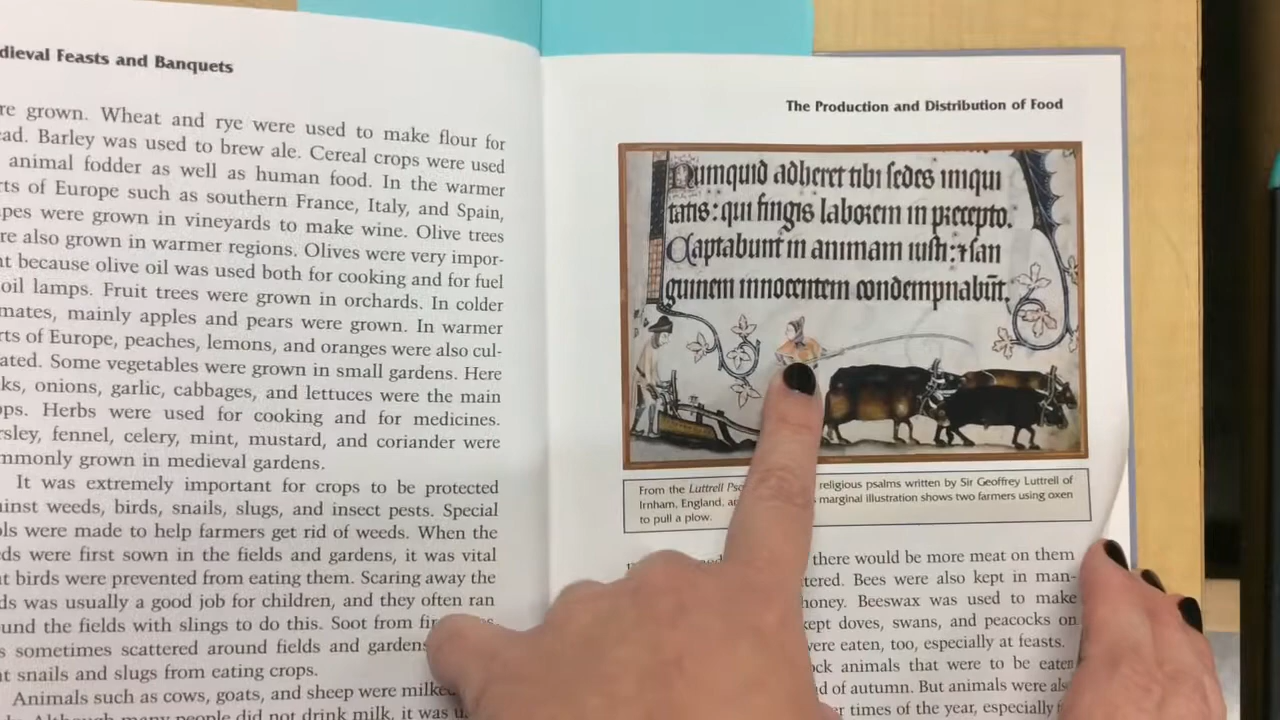 dieval Feasts and Banquets
re grown. Wheat and rye were used to make flour for
ad. Barley was used to brew ale. Cereal crops were used
animal fodder as well as human food. In the warmer
rts of Europe such as southern France, Italy, and Spain,
apes were grown in vineyards to make wine. Olive trees
re also grown in warmer regions. Olives were very impor-
nt because olive oil was used both for cooking and for fuel
oil lamps. Fruit trees were grown in orchards. In colder
mates, mainly apples and pears were grown. In warmer
rts of Europe, peaches, lemons, and oranges were also cul-
ated. Some vegetables were grown in small gardens. Here
ks, onions, garlic, cabbages, and lettuces were the main
ops. Herbs were used for cooking and for medicines.
rsley, fennel, celery, mint, mustard, and coriander were
mmonly grown in medieval gardens.
It was extremely important for crops to be protected
ainst weeds, birds, snails, slugs, and insect pests. Special
ols were made to help farmers get rid of weeds. When the
eds were first sown in the fields and gardens, it was vital
at birds were prevented from eating them. Scaring away the
ds was usually a good job for children, and they often ran
und the fields with slings to do this. Soot from
s sometimes scattered around fields and gardens
nt snails and slugs from eating crops.
Animals such as cows, goats, and sheep were milked
Although many people did not drink milk, it was
The Production and Distribution of Food
Numquid adheret tibi sedes iniqui
tatis: qui fingis laborem in precepto.
Captabunt in animam iusti: ⁊ san
guinem innocentem condempnabūt.
From the Luttrell religious psalms written by Sir Geoffrey Luttrell of
Irnham, England, marginal illustration shows two farmers using oxen
to pull a plow.
there would be more meat on them
tered. Bees were also kept in man-
honey. Beeswax was used to make
kept doves, swans, and peacocks on
were eaten, too, especially at feasts.
ck animals that were to be eaten
d of autumn. But animals were als
er times of the year, especially